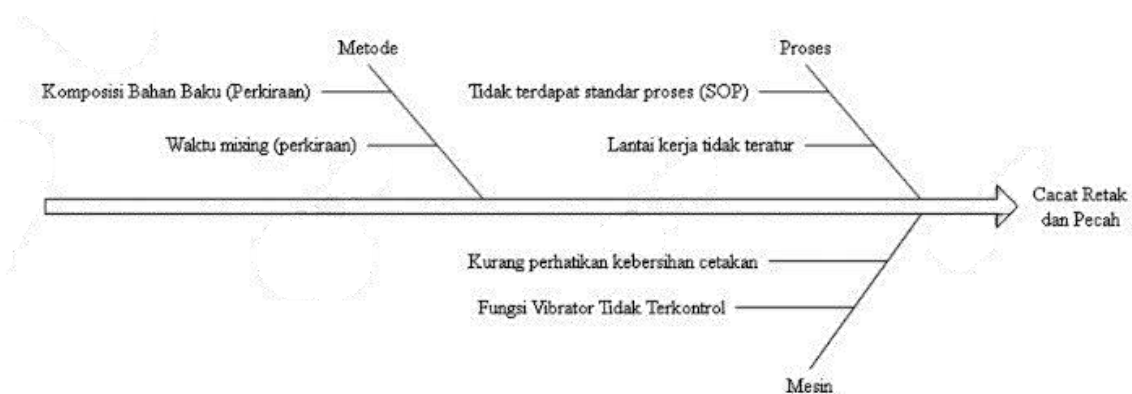 Metode
Proses
Komposisi Bahan Baku (Perkiraan)
Tidak terdapat standar proses (SOP)
Waktu mixing (perkiraan)
Lantai kerja tidak teratur
Cacat Retak
dan Pecah
Kurang perhatikan kebersihan cetakan
Fungsi Vibrator Tidak Terkontrol
Mesin